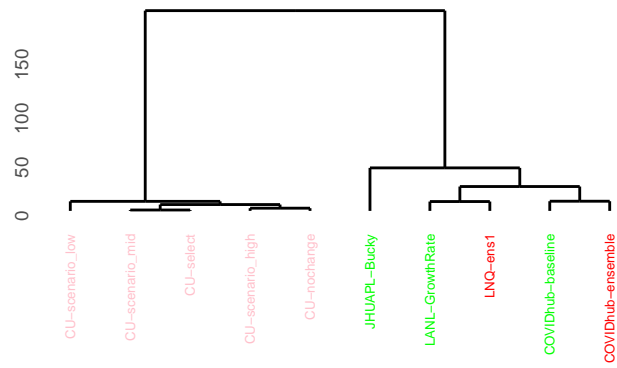 150
100
50
0
CU−scenario_low
CU−scenario_mid
CU−select
CU−scenario_high
CU−nochange
JHUAPL−Bucky
LANL−GrowthRate
LNQ−ens1
COVIDhub−baseline
COVIDhub−ensemble